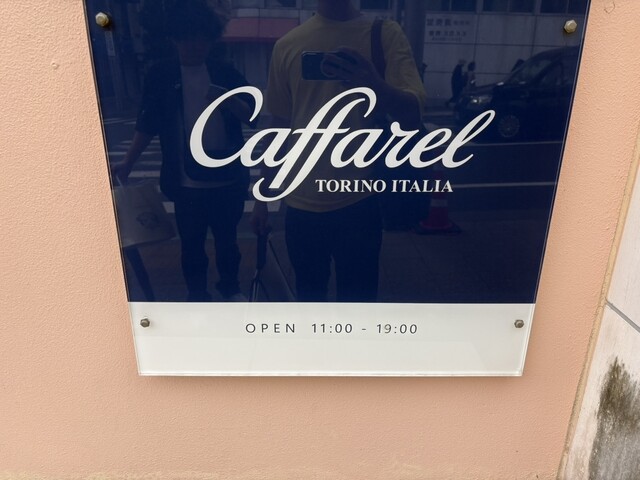 Caffarel
TORINO ITALIA
OPEN 11:00 - 19:00